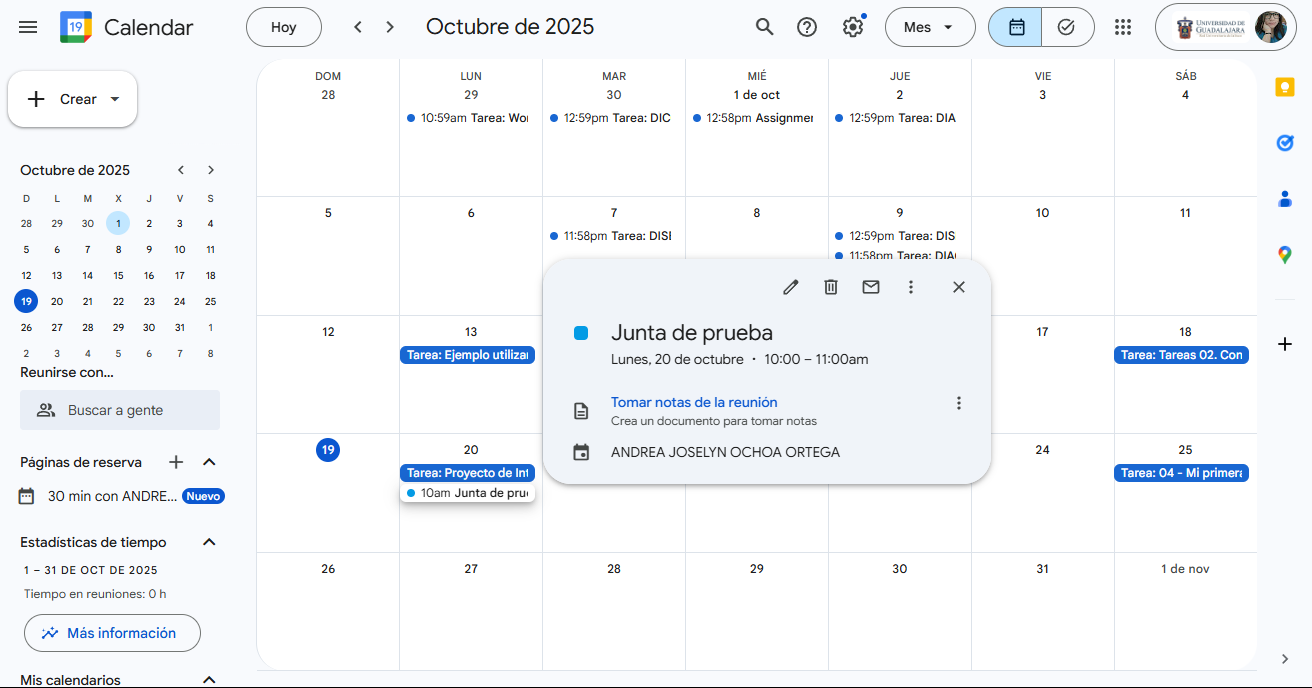 Calendar
Hoy
Octubre de 2025
Mes
UNIVERSIDAD DE
GUADALAJARA
Crear
Octubre de 2025
D L M X J V S
28 29 30 1 2 3 4
5 6 7 8 9 10 11
12 13 14 15 16 17 18
19 20 21 22 23 24 25
26 27 28 29 30 31 1
2 3 4 5 6 7 8
Reunirse con...
Buscar a gente
Páginas de reserva
30 min con ANDRE... Nuevo
Estadísticas de tiempo
1 – 31 DE OCT DE 2025
Tiempo en reuniones: 0 h
Más información
Mis calendarios
DOM LUN MAR MIÉ JUE VIE SÁB
28 29 30 1 de oct 2 3 4
10:59am Tarea: Wor
12:59pm Tarea: DIC
12:58pm Assignmer
12:59pm Tarea: DIA
5 6 7 8 9 10 11
11:58pm Tarea: DISI
12:59pm Tarea: DIS
11:58pm Tarea: DIA
12 13 17 18
Tarea: Ejemplo utilizar
Tarea: Tareas 02. Con
19 20 24 25
Tarea: Proyecto de Int
10am Junta de prue
Tarea: 04 - Mi primera
26 27 28 29 30 31 1 de nov
Junta de prueba
Lunes, 20 de octubre · 10:00 – 11:00am
Tomar notas de la reunión
Crea un documento para tomar notas
ANDREA JOSELYN OCHOA ORTEGA